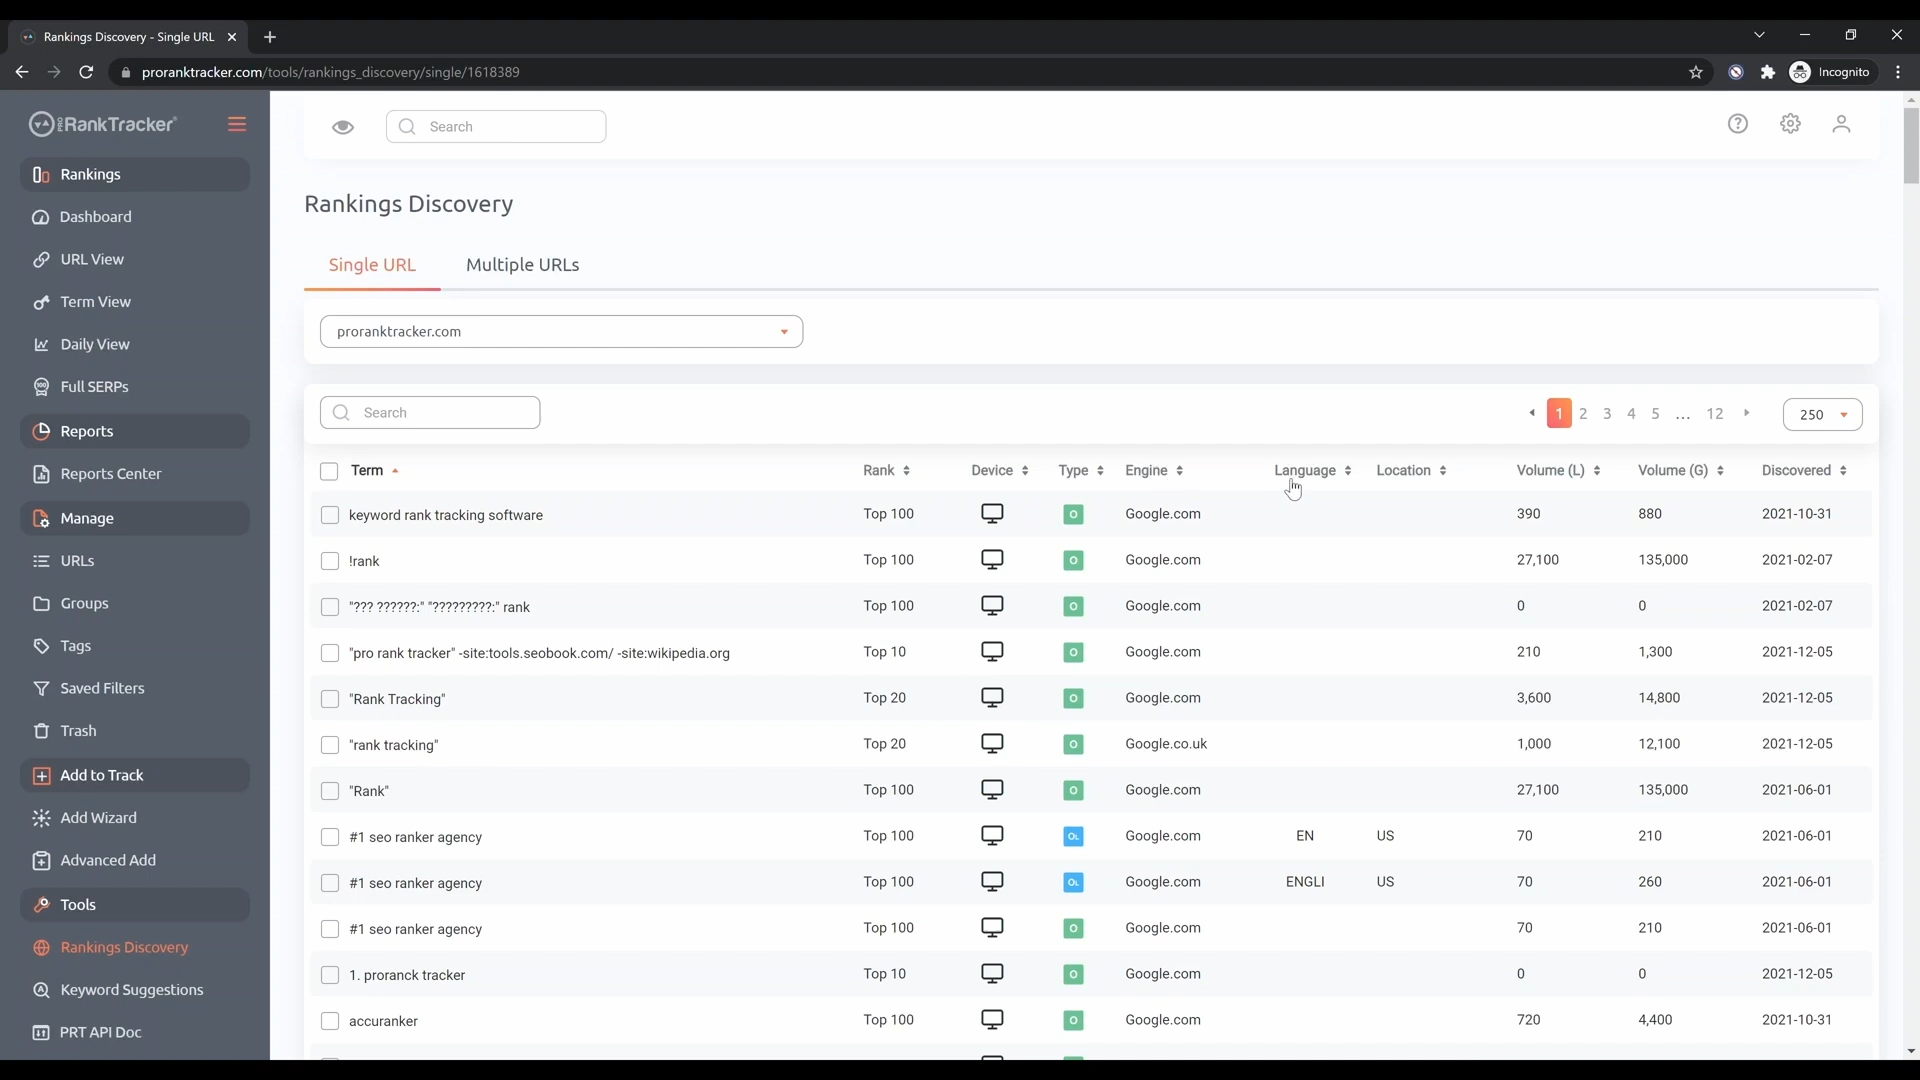 Rankings Discovery - Single URL
proranktracker.com/tools/rankings_discovery/single/1618389
Incognito
PRO RankTracker
Search
Rankings
Dashboard
URL View
Term View
Daily View
Full SERPs
Reports
Reports Center
Manage
URLs
Groups
Tags
Saved Filters
Trash
Add to Track
Add Wizard
Advanced Add
Tools
Rankings Discovery
Keyword Suggestions
PRT API Doc
Rankings Discovery
Single URL Multiple URLs
proranktracker.com
Search
1 2 3 4 5 ... 12 250
Term Rank Device Type Engine Language Location Volume (L) Volume (G) Discovered
keyword rank tracking software Top 100 O Google.com 390 880 2021-10-31
!rank Top 100 O Google.com 27,100 135,000 2021-02-07
"??? ??????:" "?????????:" rank Top 100 O Google.com 0 0 2021-02-07
"pro rank tracker" -site:tools.seobook.com/ -site:wikipedia.org Top 10 O Google.com 210 1,300 2021-12-05
"Rank Tracking" Top 20 O Google.com 3,600 14,800 2021-12-05
"rank tracking" Top 20 O Google.co.uk 1,000 12,100 2021-12-05
"Rank" Top 100 O Google.com 27,100 135,000 2021-06-01
#1 seo ranker agency Top 100 OL Google.com EN US 70 210 2021-06-01
#1 seo ranker agency Top 100 OL Google.com ENGLI US 70 260 2021-06-01
#1 seo ranker agency Top 100 O Google.com 70 210 2021-06-01
1. proranck tracker Top 10 O Google.com 0 0 2021-12-05
accuranker Top 100 O Google.com 720 4,400 2021-10-31